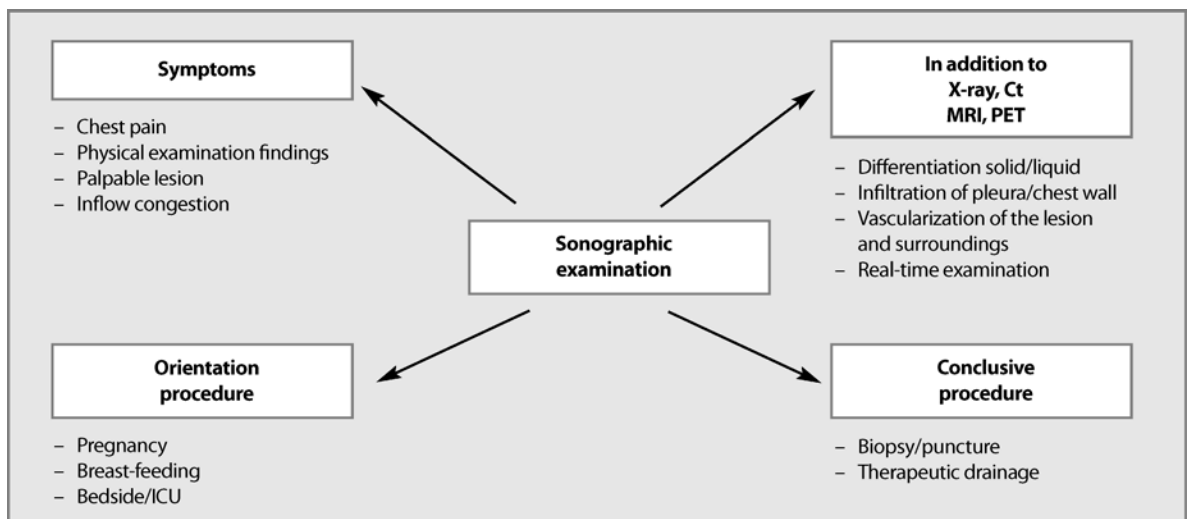 Symptoms
– Chest pain
– Physical examination findings
– Palpable lesion
– Inflow congestion
In addition to
X-ray, Ct
MRI, PET
– Differentiation solid/liquid
– Infiltration of pleura/chest wall
– Vascularization of the lesion
and surroundings
– Real-time examination
Sonographic
examination
Orientation
procedure
– Pregnancy
– Breast-feeding
– Bedside/ICU
Conclusive
procedure
– Biopsy/puncture
– Therapeutic drainage